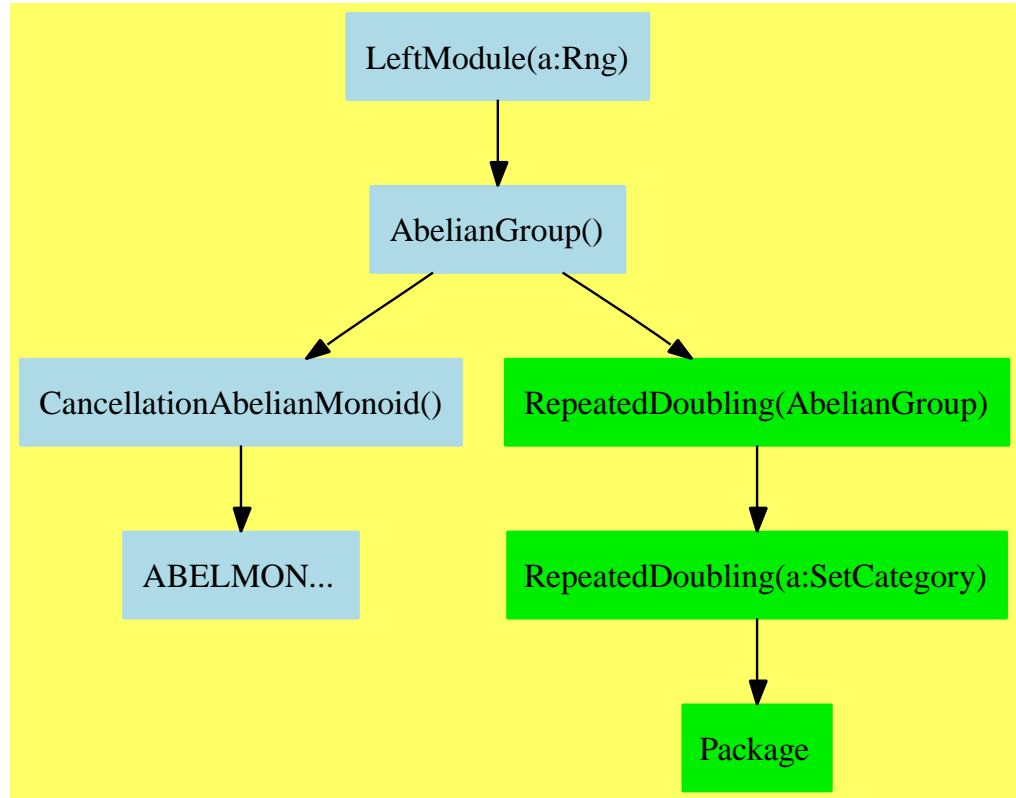 LeftModule(a:Rng)
AbelianGroup()
CancellationAbelianMonoid()
RepeatedDoubling(AbelianGroup)
ABELMON...
RepeatedDoubling(a:SetCategory)
Package